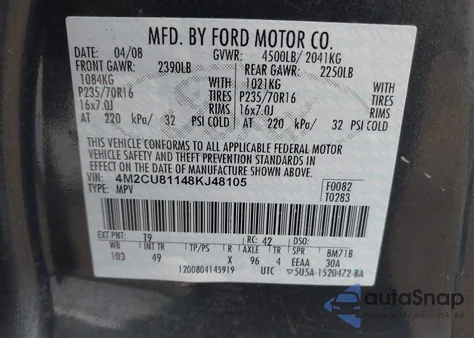 MFD. BY FORD MOTOR CO.
DATE: 04/08 GVWR: 4500LB/ 2041KG
FRONT GAWR: 2390LB REAR GAWR: 2250LB
1084KG WITH 1021KG WITH
P235/70R16 TIRES P235/70R16 TIRES
16x7.0J RIMS 16x7.0J RIMS
AT 220 kPa/ 32 PSI COLD AT 220 kPa/ 32 PSI COLD
THIS VEHICLE CONFORMS TO ALL APPLICABLE FEDERAL MOTOR
VEHICLE SAFETY AND THEFT PREVENTION STANDARDS IN EFFECT
ON THE DATE OF MANUFACTURE SHOWN ABOVE.
VIN: 4M2CU81148KJ48105 F0082
TYPE: MPV T0283
EXT PNT: T9 RC: 42 DSO:
WB INT TR TP/PS R AXLE TR SPR 8M71B
103 49 X 96 4 EEAA 30A
1200804145919 UTC 5U5A-1520472-BA
autoSnap